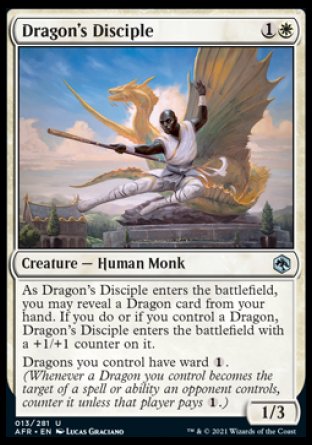 Dragon's Disciple 1
Creature — Human Monk
As Dragon's Disciple enters the battlefield,
you may reveal a Dragon card from your
hand. If you do or if you control a Dragon,
Dragon's Disciple enters the battlefield with
a +1/+1 counter on it.
Dragons you control have ward 1.
(Whenever a Dragon you control becomes the
target of a spell or ability an opponent controls,
counter it unless that player pays 1.)
1/3
013/281 U
AFR • EN LUCAS GRACIANO
™ & © 2021 Wizards of the Coast